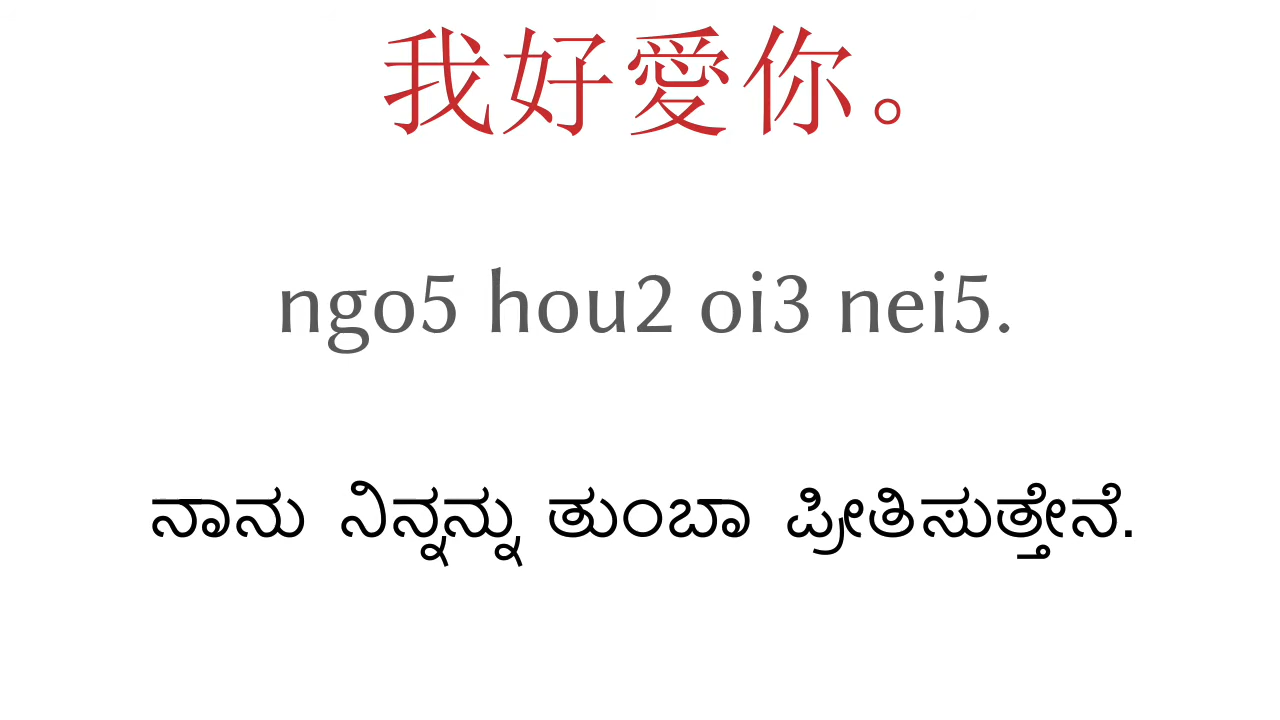 我好愛你。
ngo5 hou2 oi3 nei5.
ನಾನು ನಿನ್ನನ್ನು ತುಂಬಾ ಪ್ರೀತಿಸುತ್ತೇನೆ.